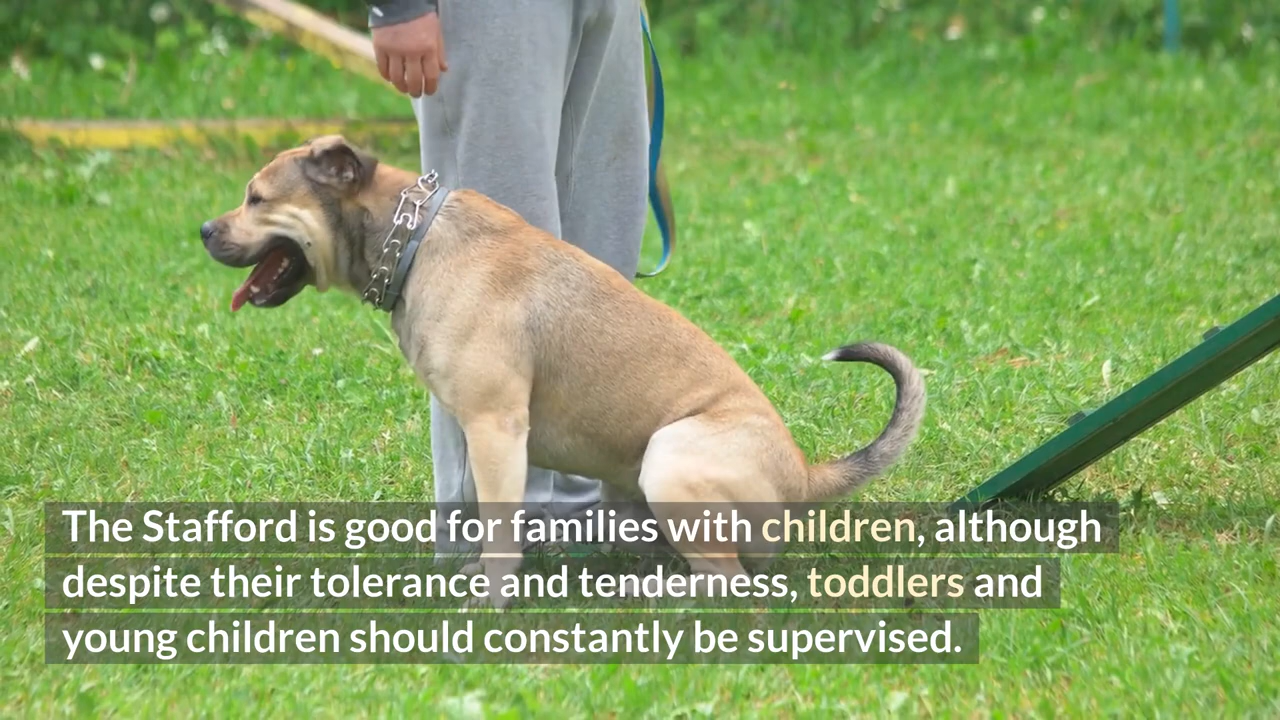 The Stafford is good for families with children, although
despite their tolerance and tenderness, toddlers and
young children should constantly be supervised.